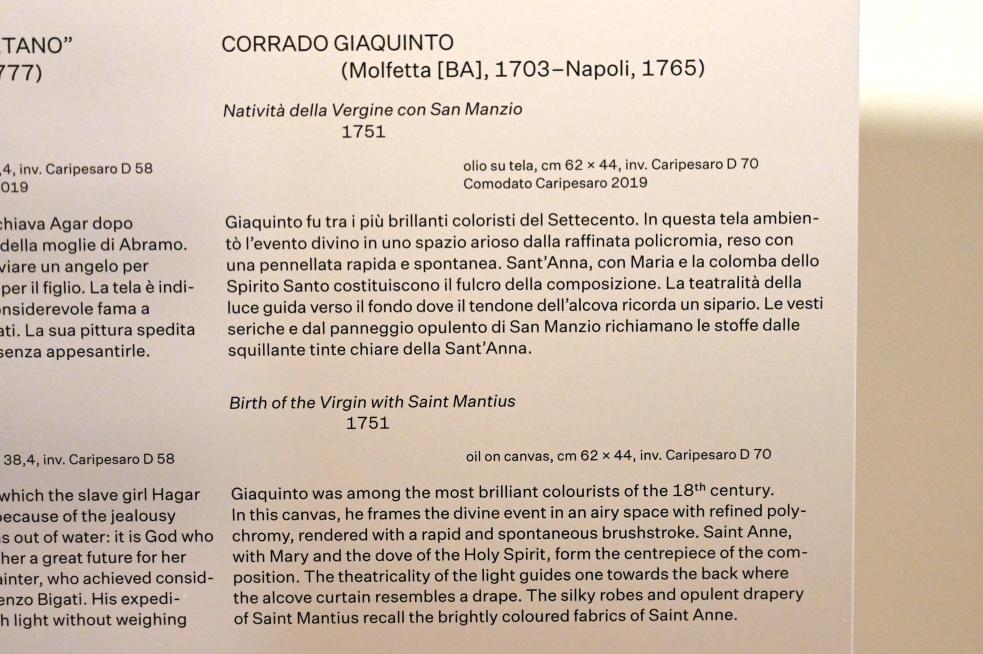 TANO”
777)
,4, inv. Caripesaro D 58
2019
chiava Agar dopo
della moglie di Abramo.
viare un angelo per
per il figlio. La tela è indi-
onsiderevole fama a
ati. La sua pittura spedita
senza appesantirle.
38,4, inv. Caripesaro D 58
which the slave girl Hagar
because of the jealousy
s out of water: it is God who
her a great future for her
ainter, who achieved consid-
enzo Bigati. His expedi-
h light without weighing
CORRADO GIAQUINTO
(Molfetta [BA], 1703–Napoli, 1765)
Natività della Vergine con San Manzio
1751
olio su tela, cm 62 × 44, inv. Caripesaro D 70
Comodato Caripesaro 2019
Giaquinto fu tra i più brillanti coloristi del Settecento. In questa tela ambien-
tò l’evento divino in uno spazio arioso dalla raffinata policromia, reso con
una pennellata rapida e spontanea. Sant’Anna, con Maria e la colomba dello
Spirito Santo costituiscono il fulcro della composizione. La teatralità della
luce guida verso il fondo dove il tendone dell’alcova ricorda un sipario. Le vesti
seriche e dal panneggio opulento di San Manzio richiamano le stoffe dalle
squillante tinte chiare della Sant’Anna.
Birth of the Virgin with Saint Mantius
1751
oil on canvas, cm 62 × 44, inv. Caripesaro D 70
Giaquinto was among the most brilliant colourists of the 18th century.
In this canvas, he frames the divine event in an airy space with refined poly-
chromy, rendered with a rapid and spontaneous brushstroke. Saint Anne,
with Mary and the dove of the Holy Spirit, form the centrepiece of the com-
position. The theatricality of the light guides one towards the back where
the alcove curtain resembles a drape. The silky robes and opulent drapery
of Saint Mantius recall the brightly coloured fabrics of Saint Anne.